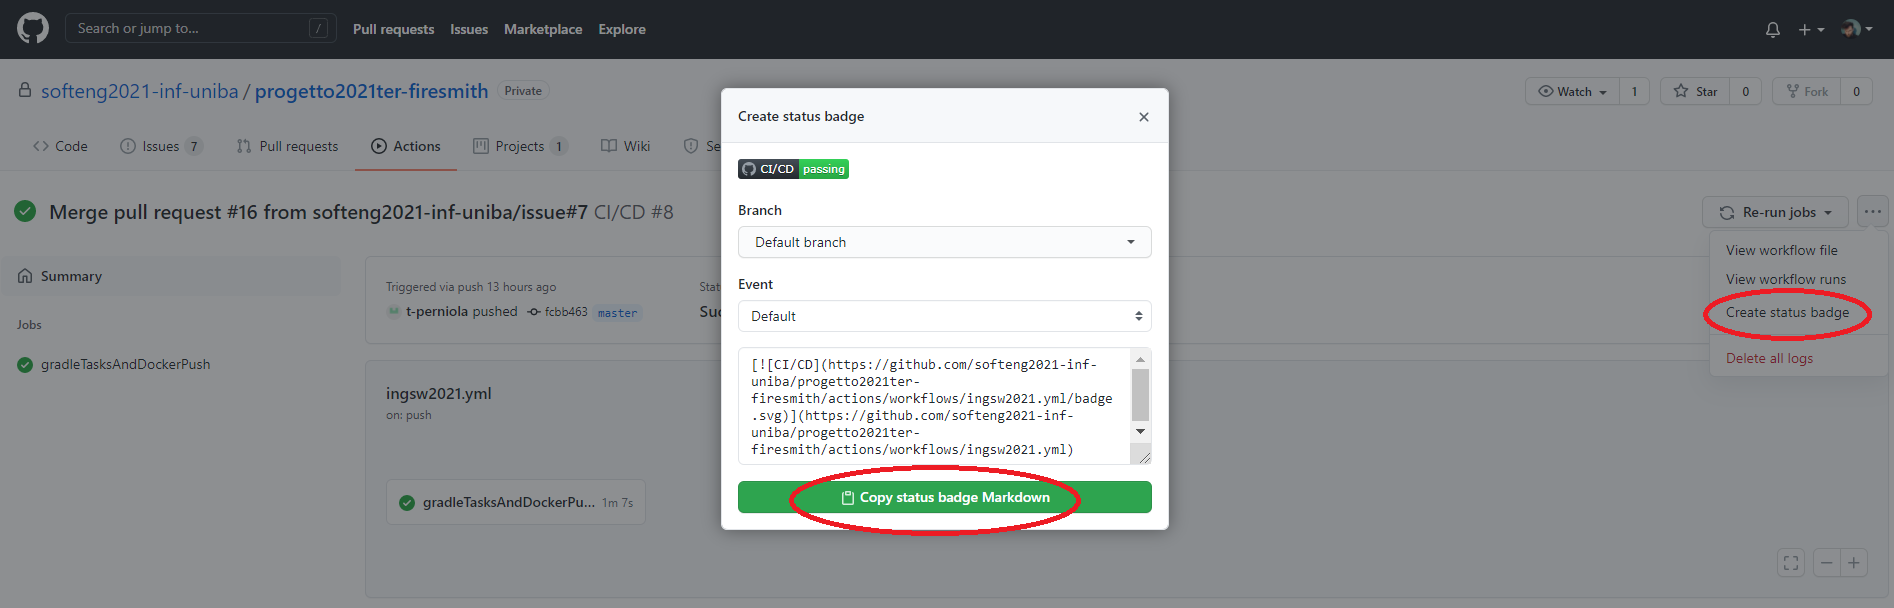 Search or jump to... /
Pull requests Issues Marketplace Explore
softeng2021-inf-uniba / progetto2021ter-firesmith Private
Watch 1 Star 0 Fork 0
Code Issues 7 Pull requests Actions Projects 1 Wiki Se
Merge pull request #16 from softeng2021-inf-uniba/issue#7 CI/CD #8
Re-run jobs ...
View workflow file
View workflow runs
Create status badge
Delete all logs
Summary
Jobs
gradleTasksAndDockerPush
Triggered via push 13 hours ago
t-perniola pushed fcbb463 master
Stat
Suc
ingsw2021.yml
on: push
gradleTasksAndDockerPu... 1m 7s
Create status badge
CI/CD passing
Branch
Default branch
Event
Default
[![CI/CD](https://github.com/softeng2021-inf-
uniba/progetto2021ter-
firesmith/actions/workflows/ingsw2021.yml/badge
.svg)](https://github.com/softeng2021-inf-
uniba/progetto2021ter-
firesmith/actions/workflows/ingsw2021.yml)
Copy status badge Markdown